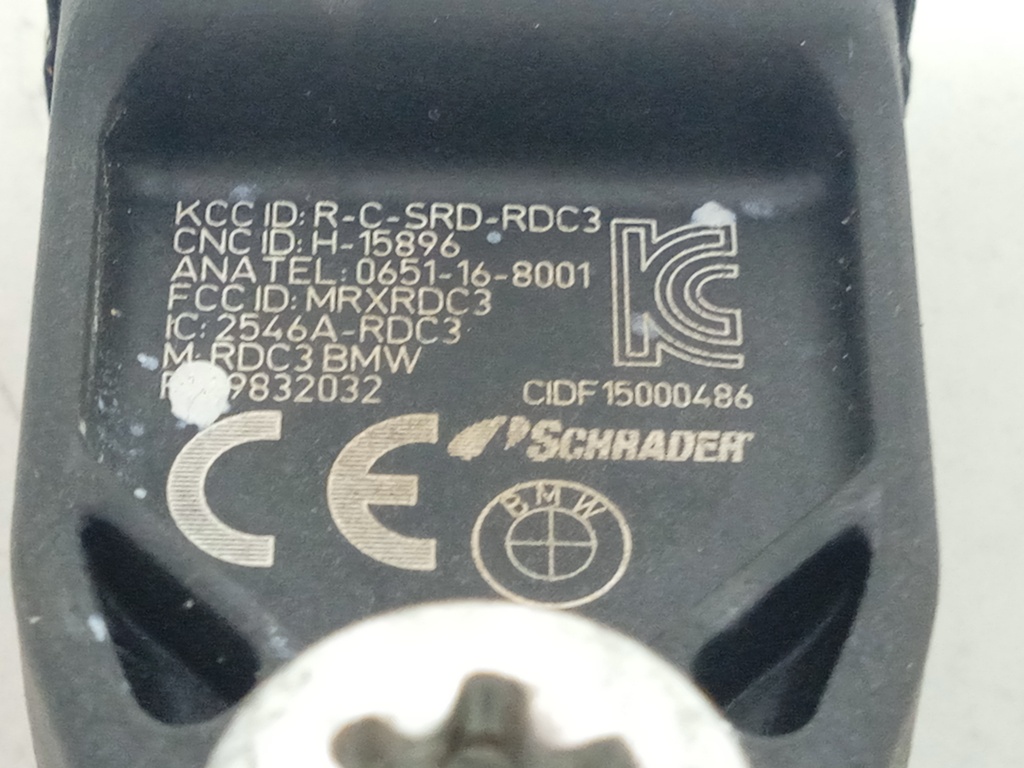 KCC ID: R-C-SRD-RDC3
CNC ID: H-15896
ANATEL: 0651-16-8001
FCC ID: MRXRDC3
IC: 2546A-RDC3
M: RDC3 BMW
9832032
CIDF 15000486
KC
CE
SCHRADER
BMW